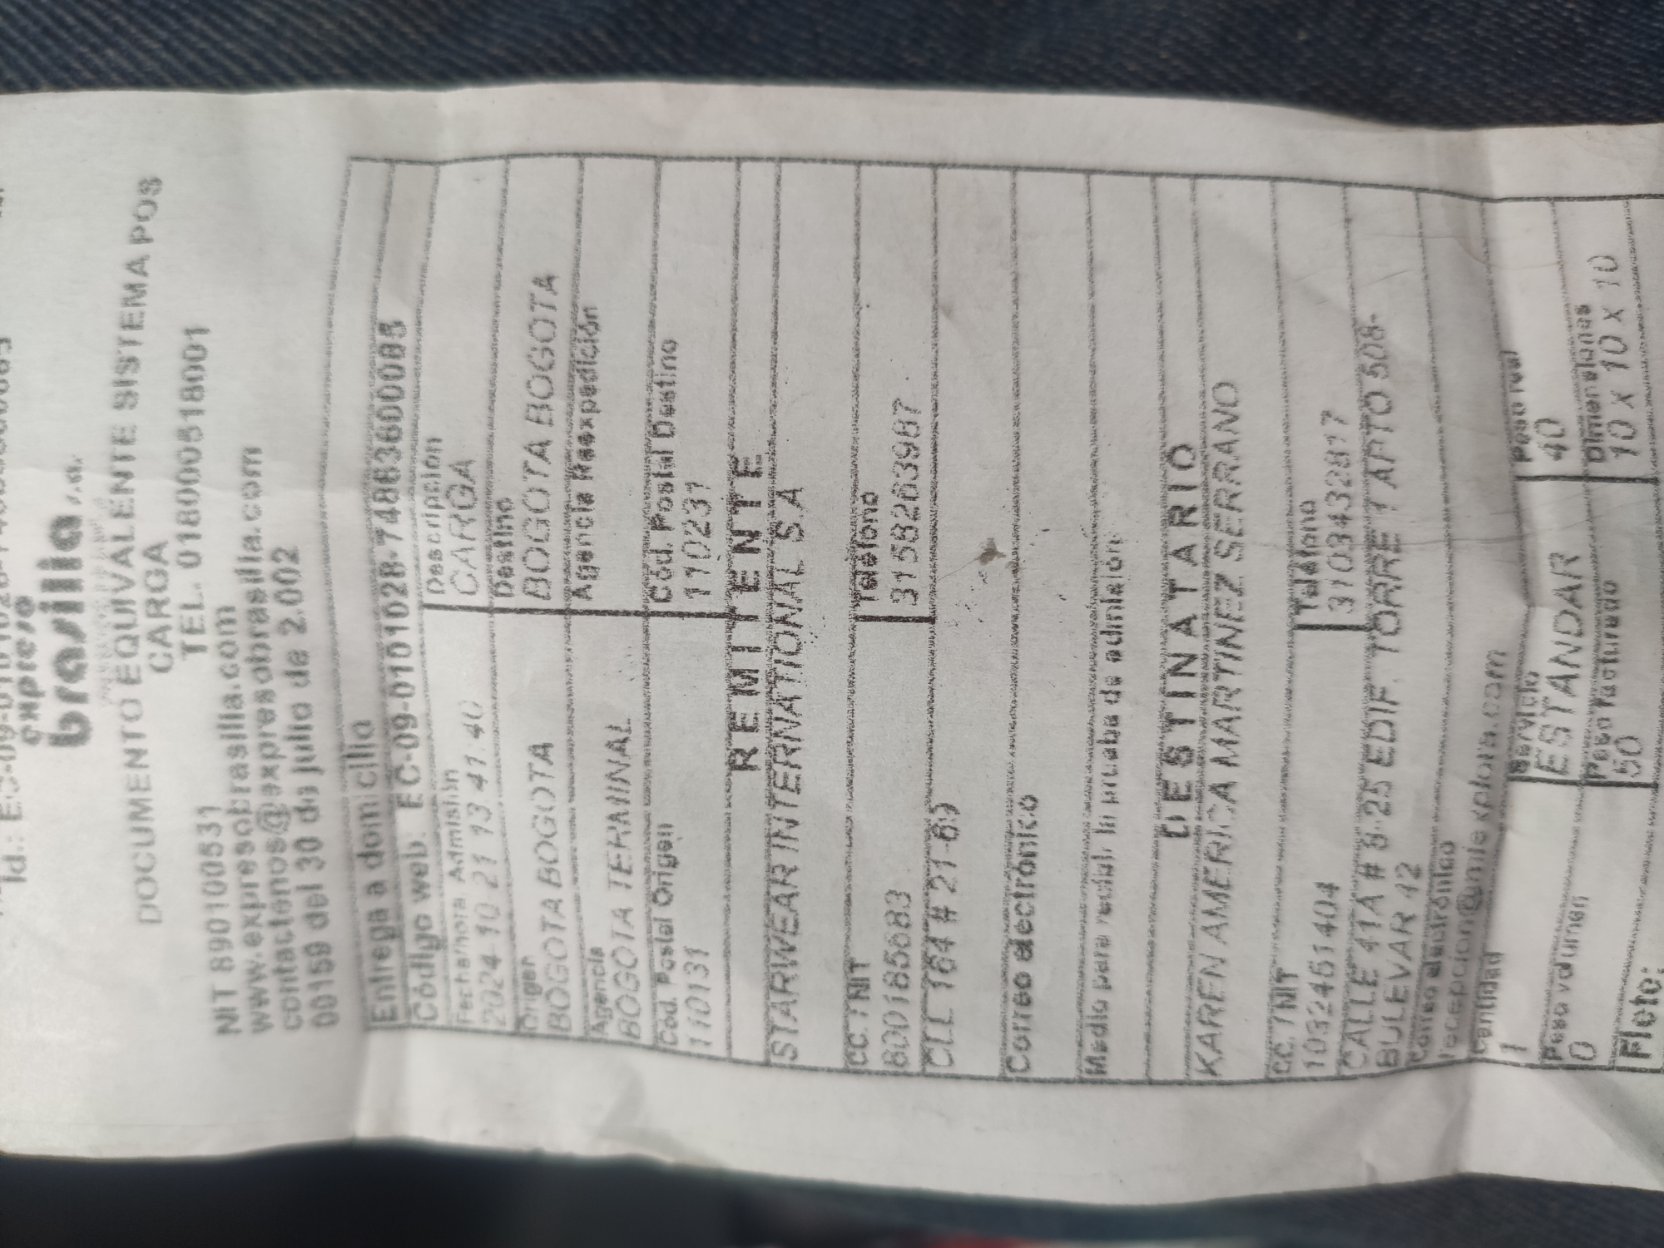 expreso
brasilia s.a.
DOCUMENTO EQUIVALENTE SISTEMA POS
CARGA
NIT 890100531 TEL. 018000518001
www.expresobrasilia.com
contactenos@expresobrasilia.com
00159 del 30 de julio de 2.002
Entrega a domicilio
Código web: EC-09-0101028-7488360000
Fecha/hora Admisión Descripción
2024-10-21 13:41:40 CARGA
Origen Destino
BOGOTA BOGOTA BOGOTA BOGOTA
Agencia Agencia Reexpedición
BOGOTA TERMINAL
Cód. Postal Origen Cód. Postal Destino
110131 110231
REMITENTE
STARWEAR INTERNATIONAL S A
CC. / NIT Teléfono
800185683 3158263987
CLL 164 # 21-69
Correo electrónico
Medio para recibir la prueba de admision:
DESTINATARIO
KAREN AMERICA MARTINEZ SERRANO
C.C. / NIT Teléfono
1032461404 3103432817
CALLE 41A # 8-25 EDIF. TORRE 1 APTO 508-
BULEVAR 42
Correo electrónico
Cantidad Servicio Peso real
1 ESTANDAR 40
Peso volumen Peso facturado Dimensiones
0 50 10 x 10 x 10
Flete: